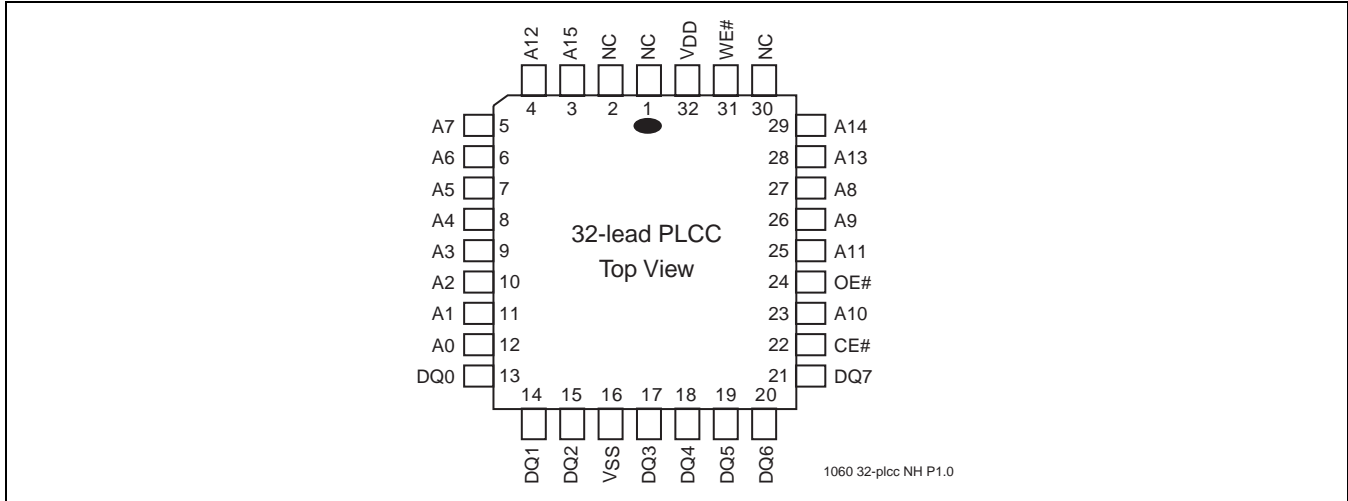 A12 A15 NC NC VDD WE# NC
4 3 2 1 32 31 30
A7 5 29 A14
A6 6 28 A13
A5 7 27 A8
A4 8 26 A9
A3 9 25 A11
A2 10 24 OE#
A1 11 23 A10
A0 12 22 CE#
DQ0 13 21 DQ7
32-lead PLCC
Top View
14 15 16 17 18 19 20
DQ1 DQ2 VSS DQ3 DQ4 DQ5 DQ6
1060 32-plcc NH P1.0